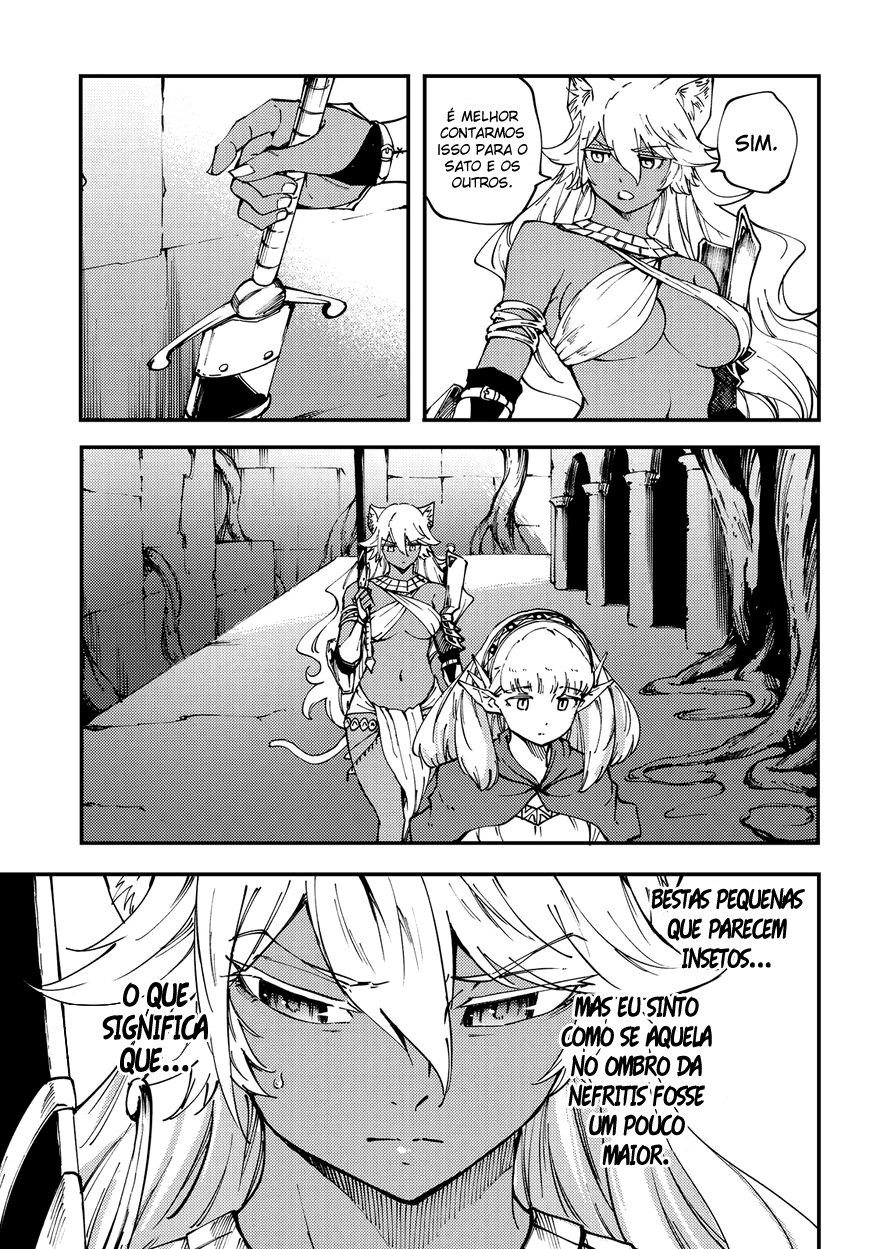 SIM.
É MELHOR
CONTARMOS
ISSO PARA O
SATO E OS
OUTROS.
BESTAS PEQUENAS
QUE PARECEM
INSETOS...
MAS EU SINTO
COMO SE AQUELA
NO OMBRO DA
NEFRITIS FOSSE
UM POUCO
MAIOR.
O QUE
SIGNIFICA
QUE...